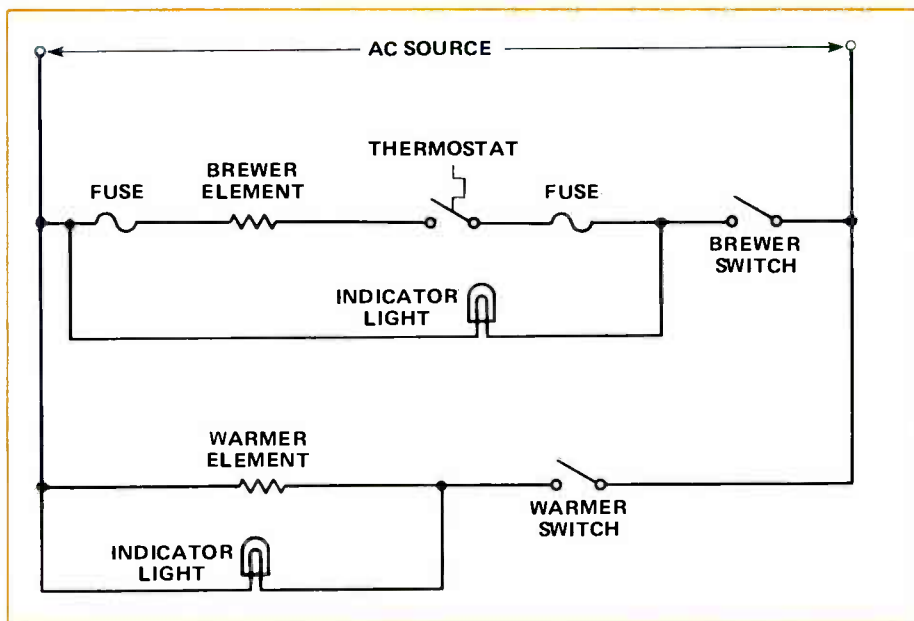 AC SOURCE
THERMOSTAT
BREWER
ELEMENT
FUSE
FUSE
BREWER
SWITCH
INDICATOR
LIGHT
WARMER
ELEMENT
WARMER
SWITCH
INDICATOR
LIGHT